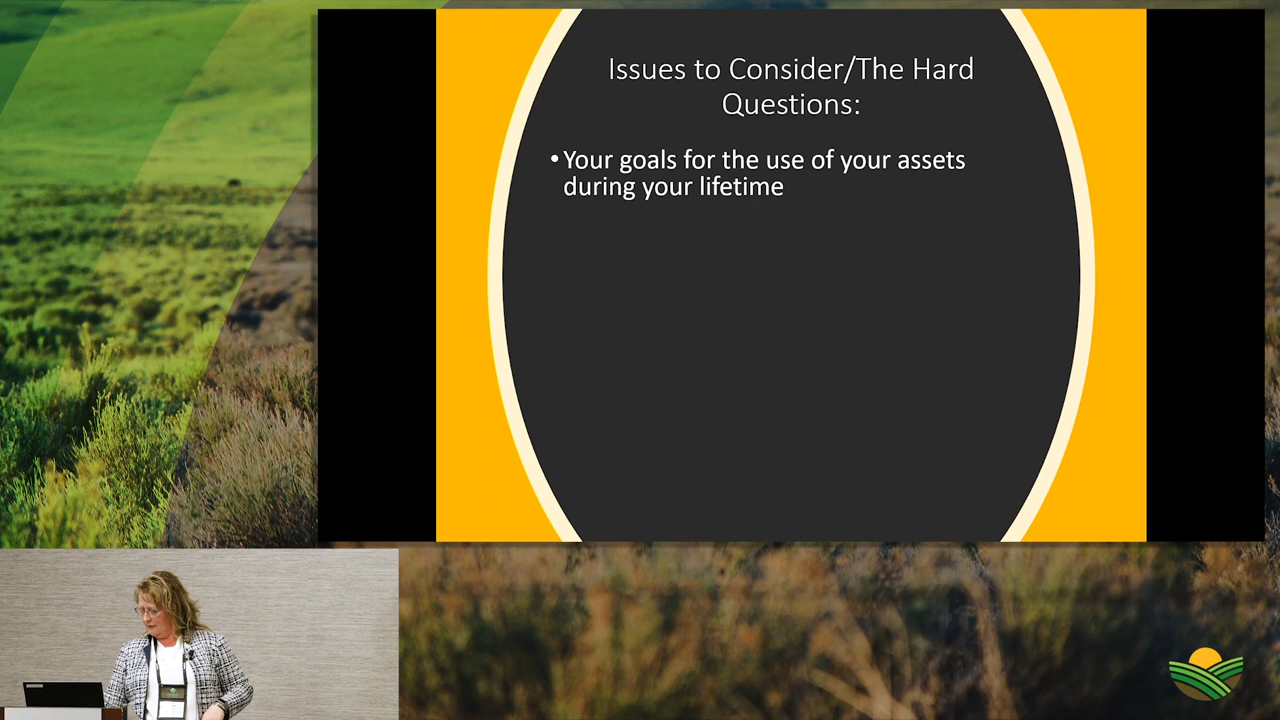 Issues to Consider/The Hard
Questions:
• Your goals for the use of your assets
during your lifetime